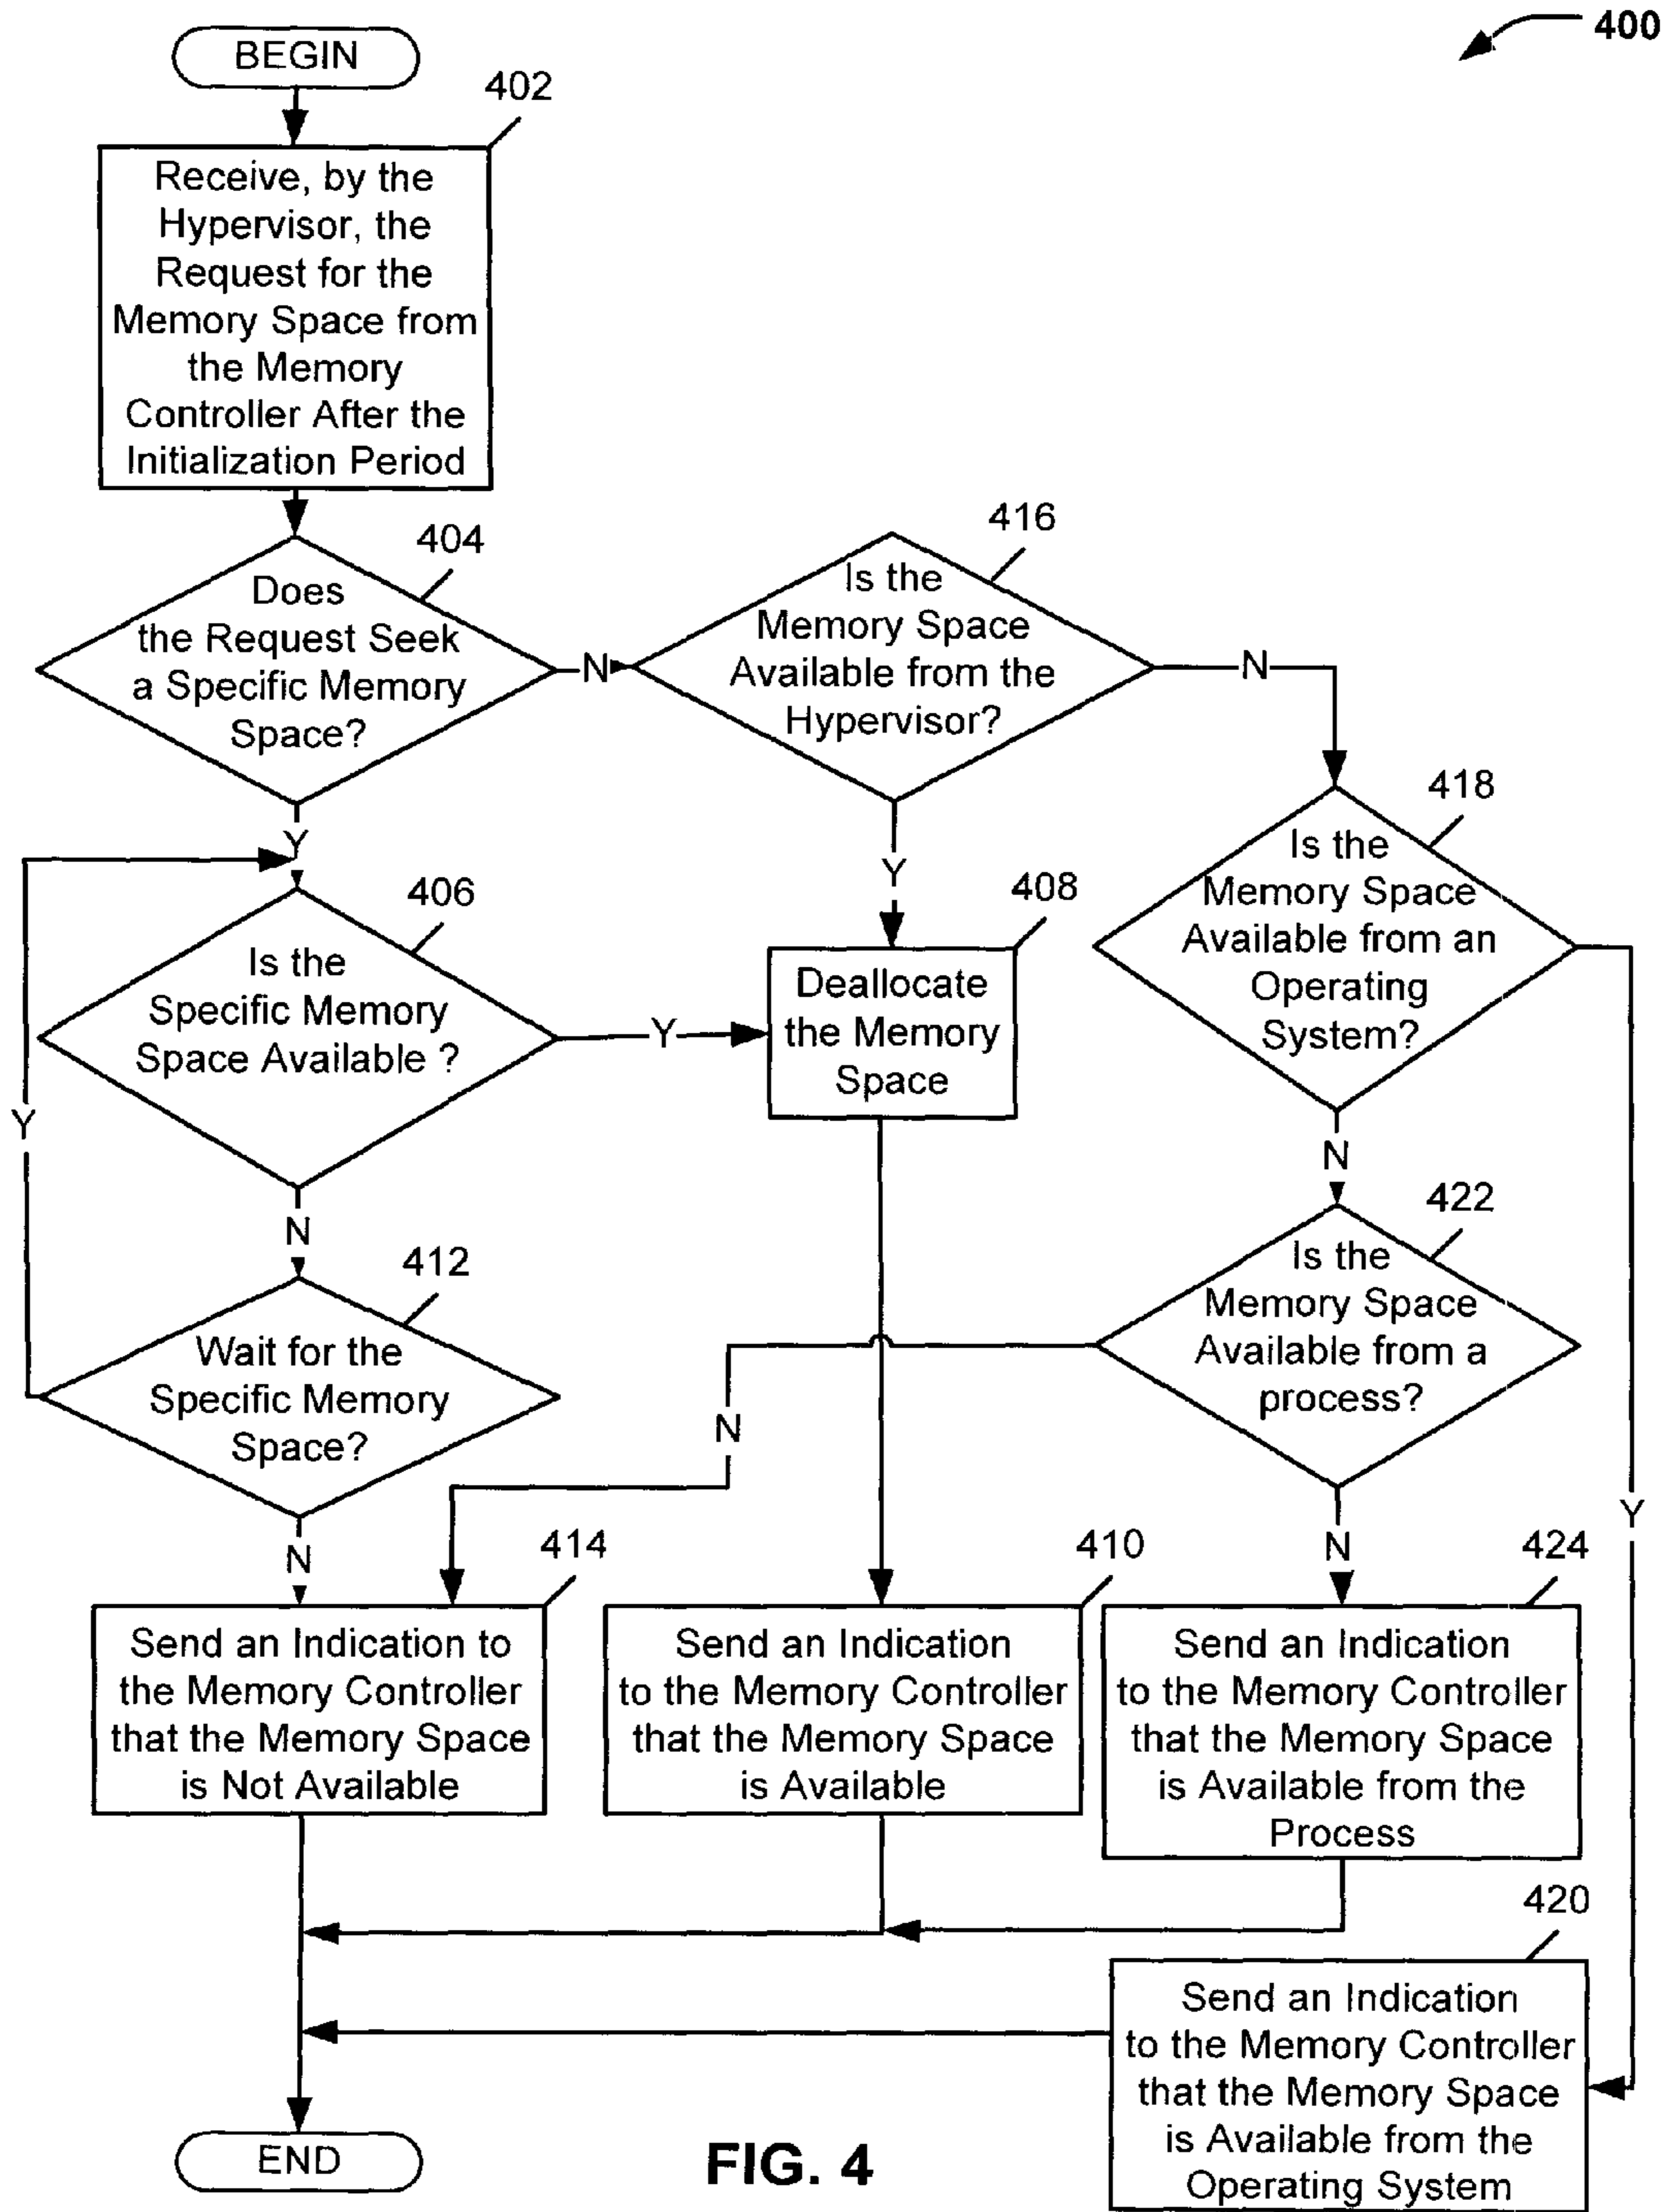 400
BEGIN
402
Receive, by the
Hypervisor, the
Request for the
Memory Space from
the Memory
Controller After the
Initialization Period
404
Does
the Request Seek
a Specific Memory
Space?
N
Y
416
Is the
Memory Space
Available from the
Hypervisor?
N
Y
418
Is the
Memory Space
Available from an
Operating
System?
N
Y
406
Is the
Specific Memory
Space Available ?
Y
N
408
Deallocate
the Memory
Space
412
Wait for the
Specific Memory
Space?
Y
N
422
Is the
Memory Space
Available from a
process?
N
N
414
Send an Indication to
the Memory Controller
that the Memory Space
is Not Available
410
Send an Indication
to the Memory Controller
that the Memory Space
is Available
424
Send an Indication
to the Memory Controller
that the Memory Space
is Available from the
Process
420
Send an Indication
to the Memory Controller
that the Memory Space
is Available from the
Operating System
END
FIG. 4